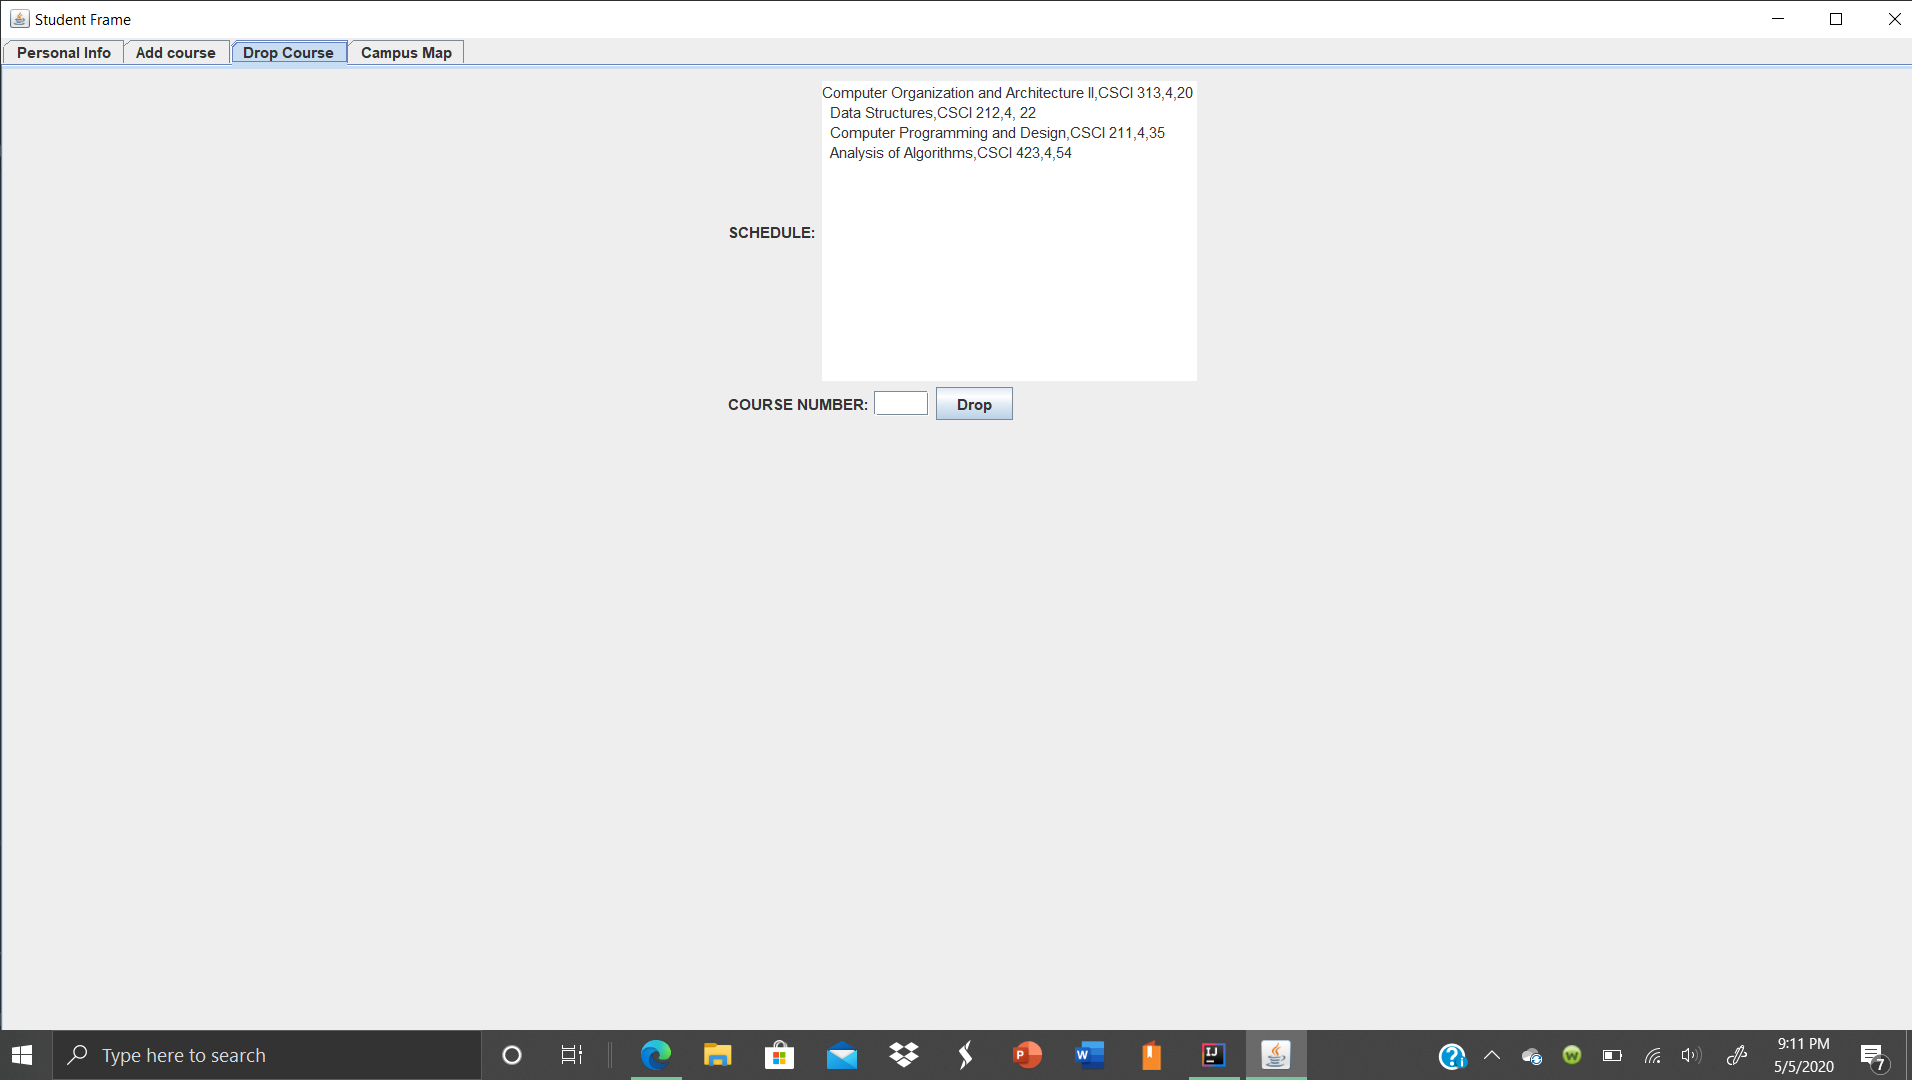 Student Frame
Personal Info Add course Drop Course Campus Map
Computer Organization and Architecture II,CSCI 313,4,20
Data Structures,CSCI 212,4, 22
Computer Programming and Design,CSCI 211,4,35
Analysis of Algorithms,CSCI 423,4,54
SCHEDULE:
COURSE NUMBER: Drop
Type here to search
P
W
IJ
W
9:11 PM
5/5/2020
7